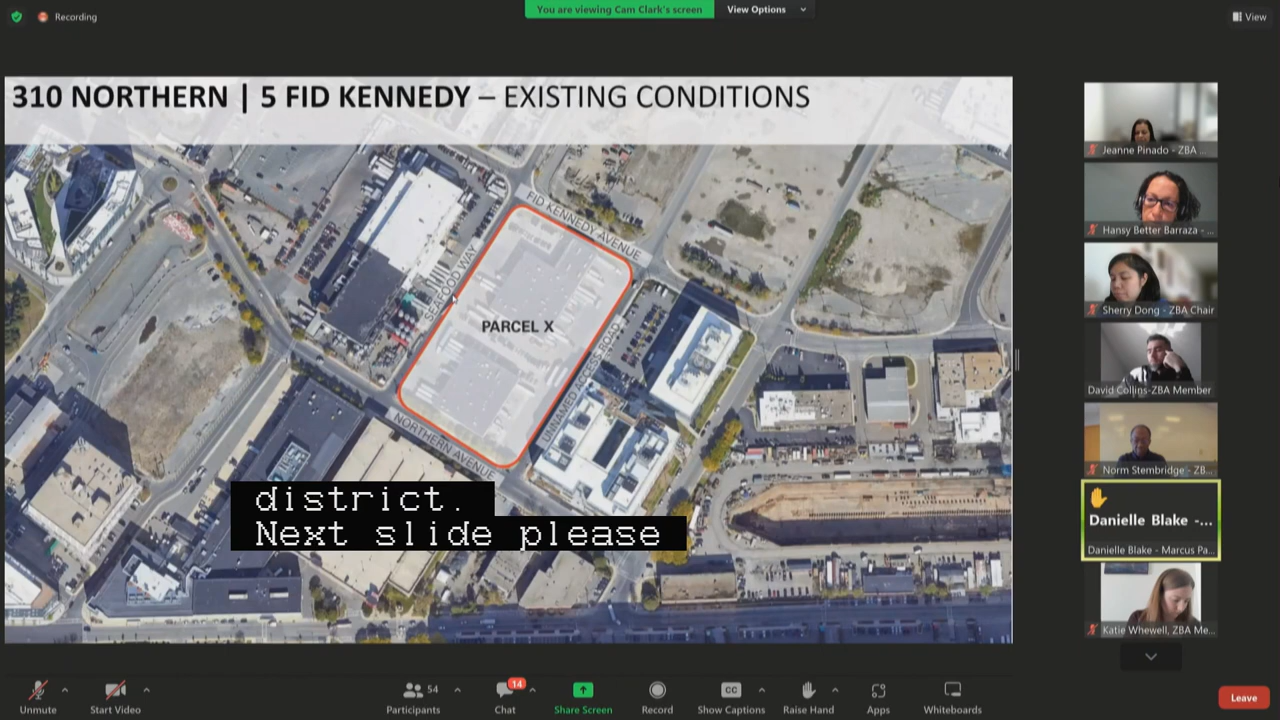 Recording
You are viewing Cam Clark's screen
View Options
View
310 NORTHERN | 5 FID KENNEDY – EXISTING CONDITIONS
FID KENNEDY AVENUE
SEAFOOD WAY
PARCEL X
UNNAMED ACCESS ROAD
NORTHERN AVENUE
district.
Next slide please
Jeanne Pinado - ZBA ...
Hansy Better Barraza - ...
Sherry Dong - ZBA Chair
David Collins-ZBA Member
Norm Stembridge - ZB...
Danielle Blake -...
Danielle Blake - Marcus Pa...
Katie Whewell, ZBA Me...
Unmute
Start Video
54
Participants
14
Chat
Share Screen
Record
CC
Show Captions
Raise Hand
Apps
Whiteboards
Leave